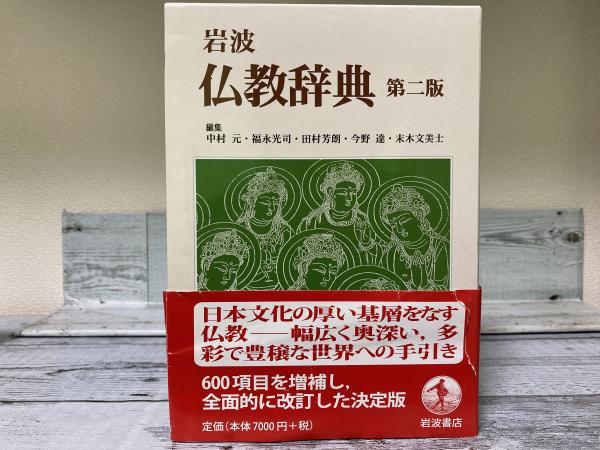 岩波
仏教辞典 第二版
編集
中村 元・福永光司・田村芳朗・今野 達・末木文美士
日本文化の厚い基層をなす
仏教──幅広く奥深い，多
彩で豊穣な世界への手引き
600項目を増補し，
全面的に改訂した決定版
定価(本体7000円+税)
岩波書店